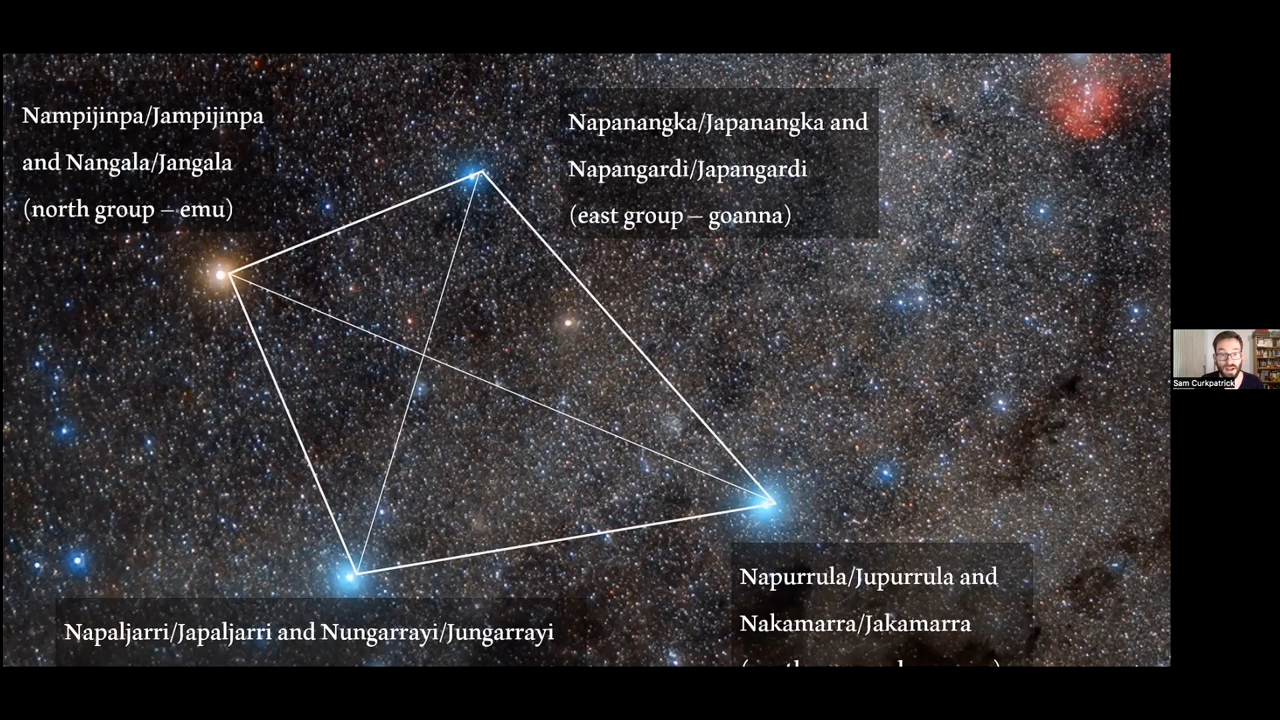 Nampijinpa/Jampijinpa
and Nangala/Jangala
(north group – emu)
Napanangka/Japanangka and
Napangardi/Japangardi
(east group – goanna)
Napaljarri/Japaljarri and Nungarrayi/Jungarrayi
Napurrula/Jupurrula and
Nakamarra/Jakamarra
Sam Curkpatrick